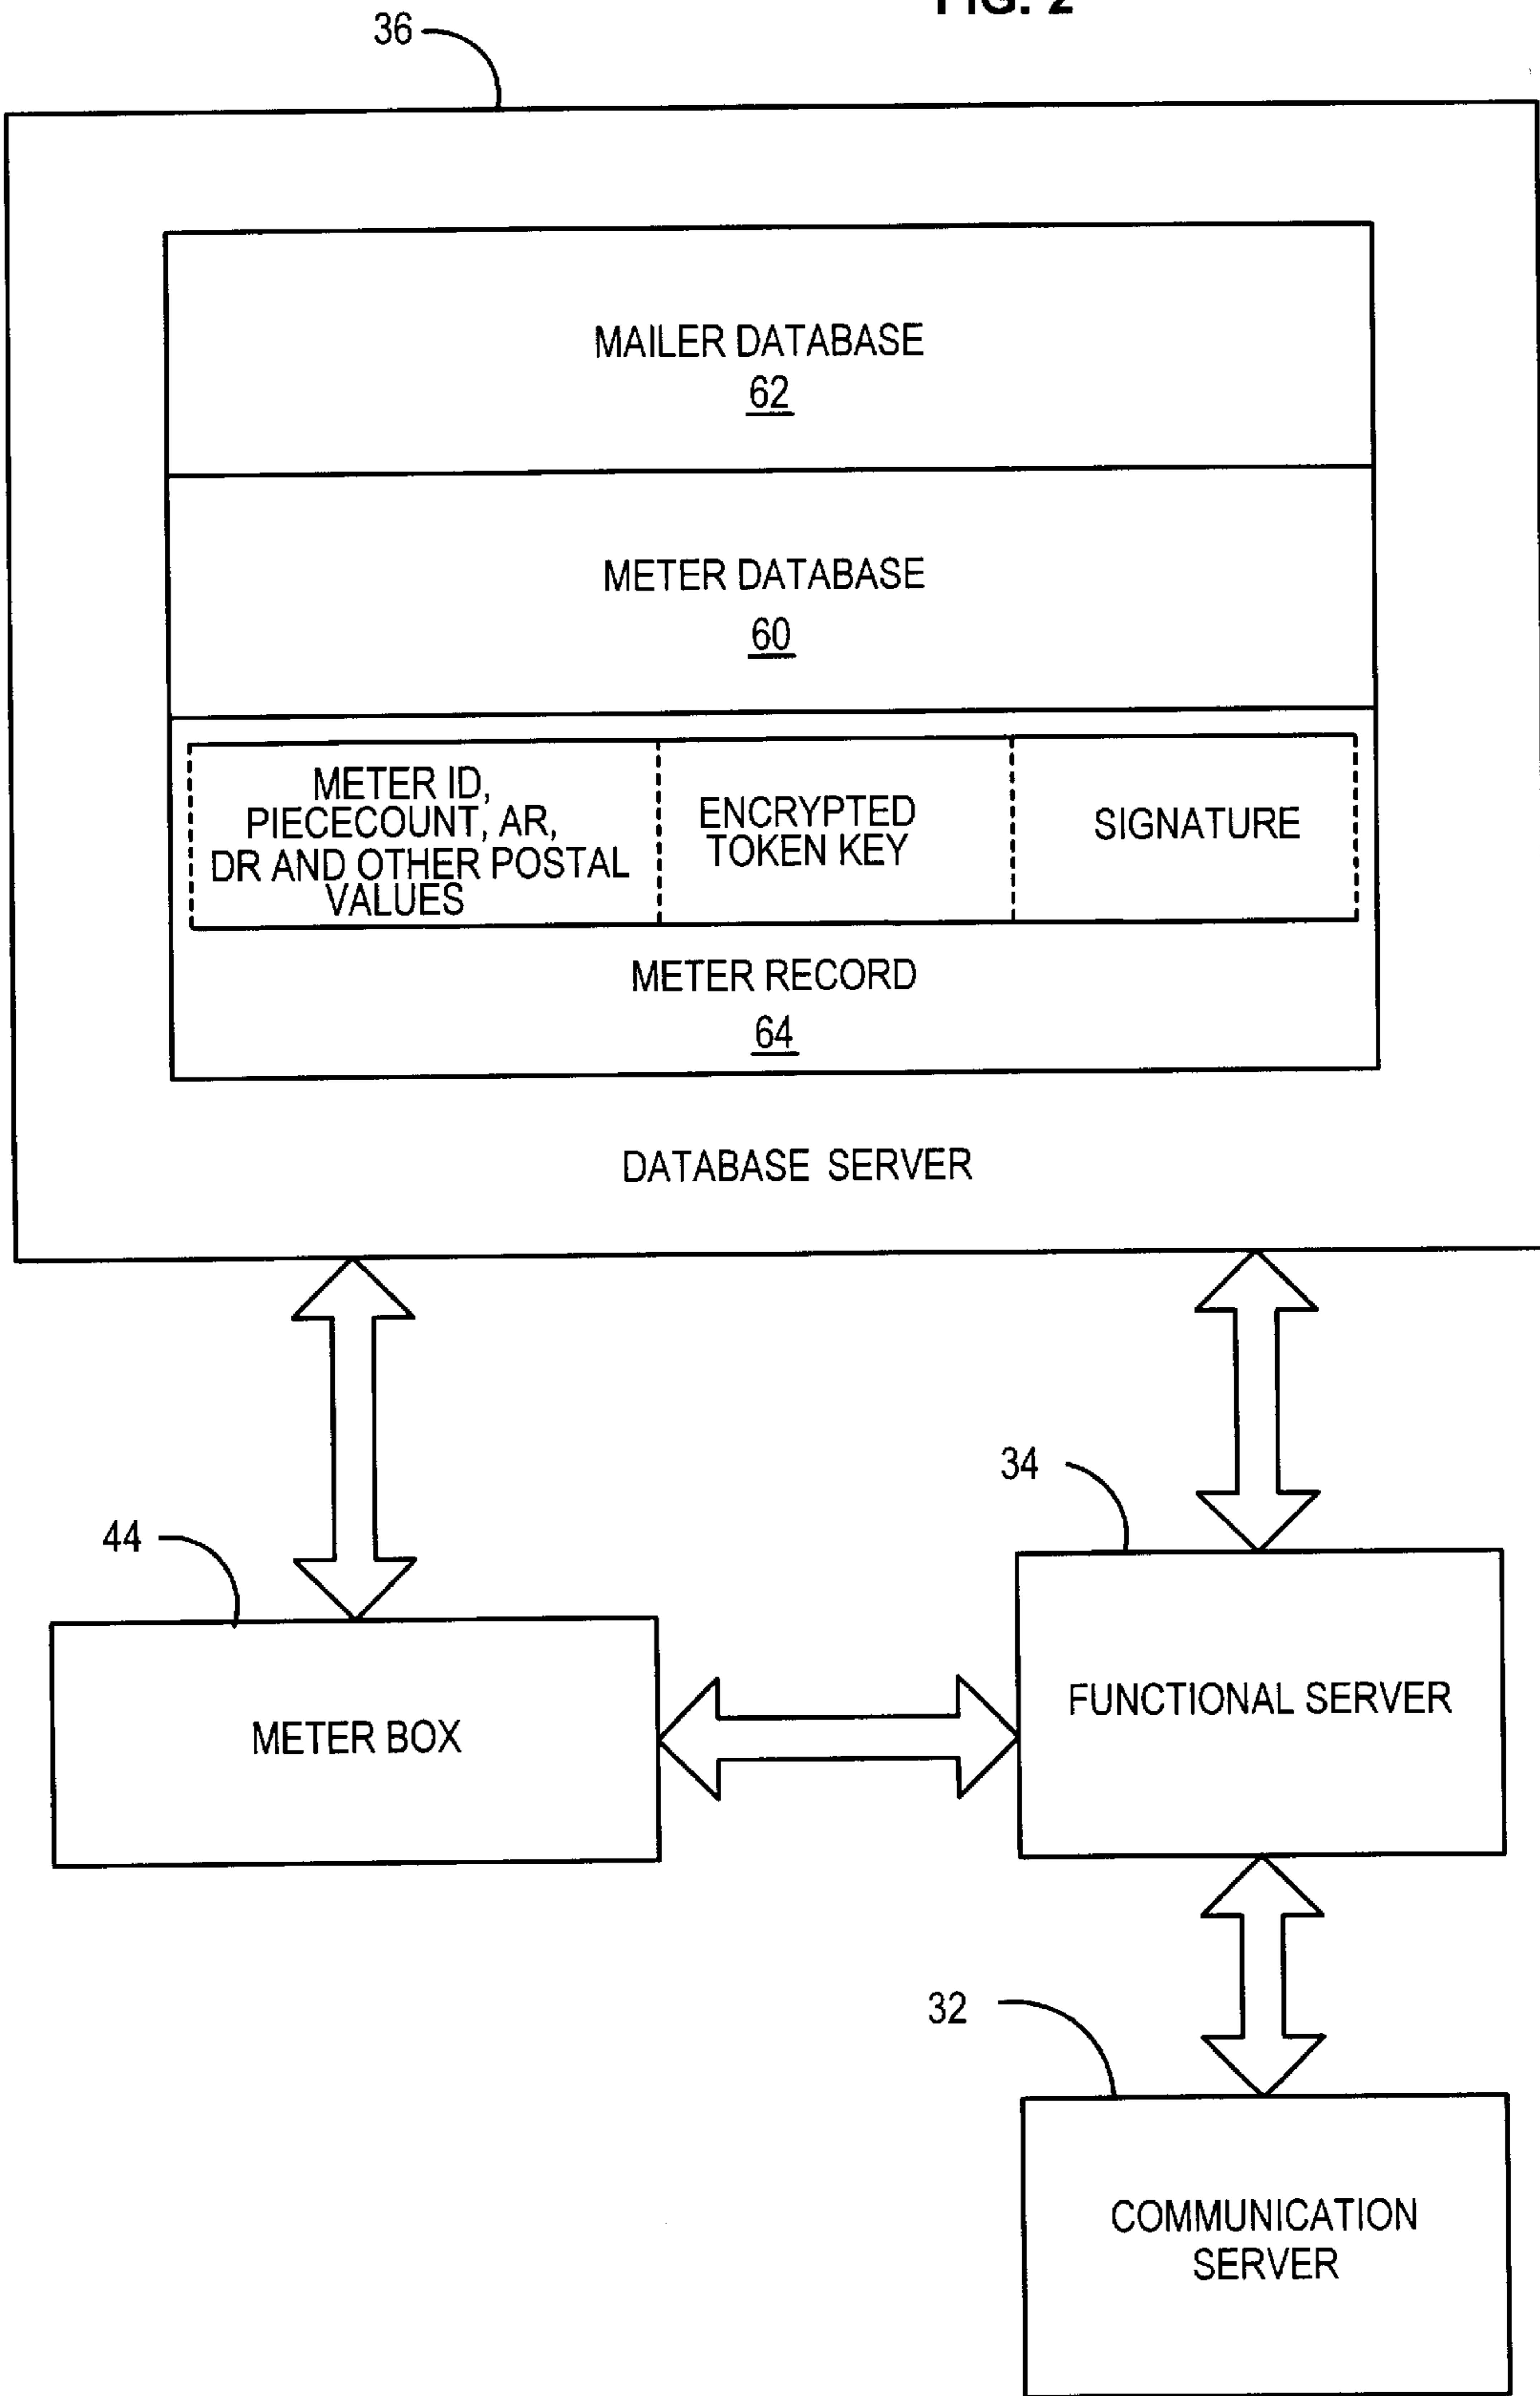 FIG. 2
36
MAILER DATABASE
62
METER DATABASE
60
METER ID,
PIECECOUNT, AR,
DR AND OTHER POSTAL
VALUES
ENCRYPTED
TOKEN KEY
SIGNATURE
METER RECORD
64
DATABASE SERVER
34
44
FUNCTIONAL SERVER
METER BOX
32
COMMUNICATION
SERVER